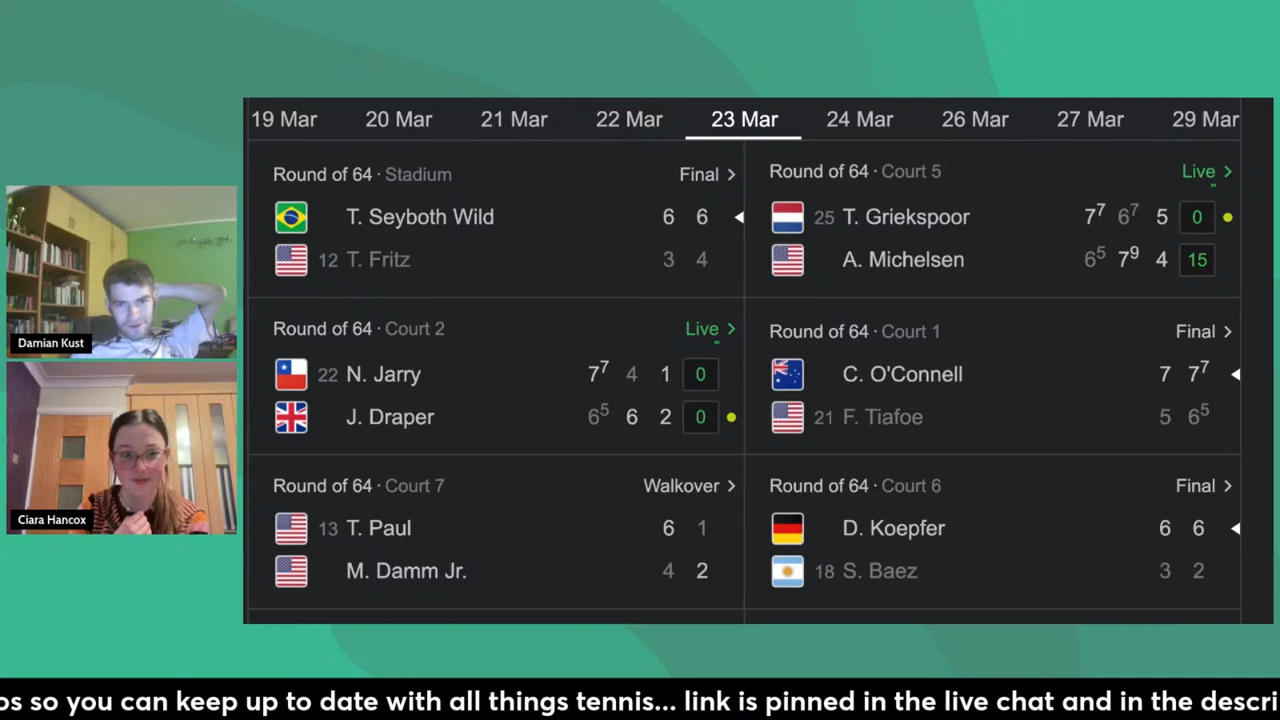 19 Mar 20 Mar 21 Mar 22 Mar 23 Mar 24 Mar 26 Mar 27 Mar 29 Mar
Round of 64 · Stadium Final >
T. Seyboth Wild 6 6
12 T. Fritz 3 4
Round of 64 · Court 5 Live >
25 T. Griekspoor 7⁷ 6⁷ 5 0
A. Michelsen 6⁵ 7⁹ 4 15
Round of 64 · Court 2 Live >
22 N. Jarry 7⁷ 4 1 0
J. Draper 6⁵ 6 2 0
Round of 64 · Court 1 Final >
C. O'Connell 7 7⁷
21 F. Tiafoe 5 6⁵
Round of 64 · Court 7 Walkover >
13 T. Paul 6 1
M. Damm Jr. 4 2
Round of 64 · Court 6 Final >
D. Koepfer 6 6
18 S. Baez 3 2
Damian Kust
Ciara Hancox
os so you can keep up to date with all things tennis... link is pinned in the live chat and in the descri